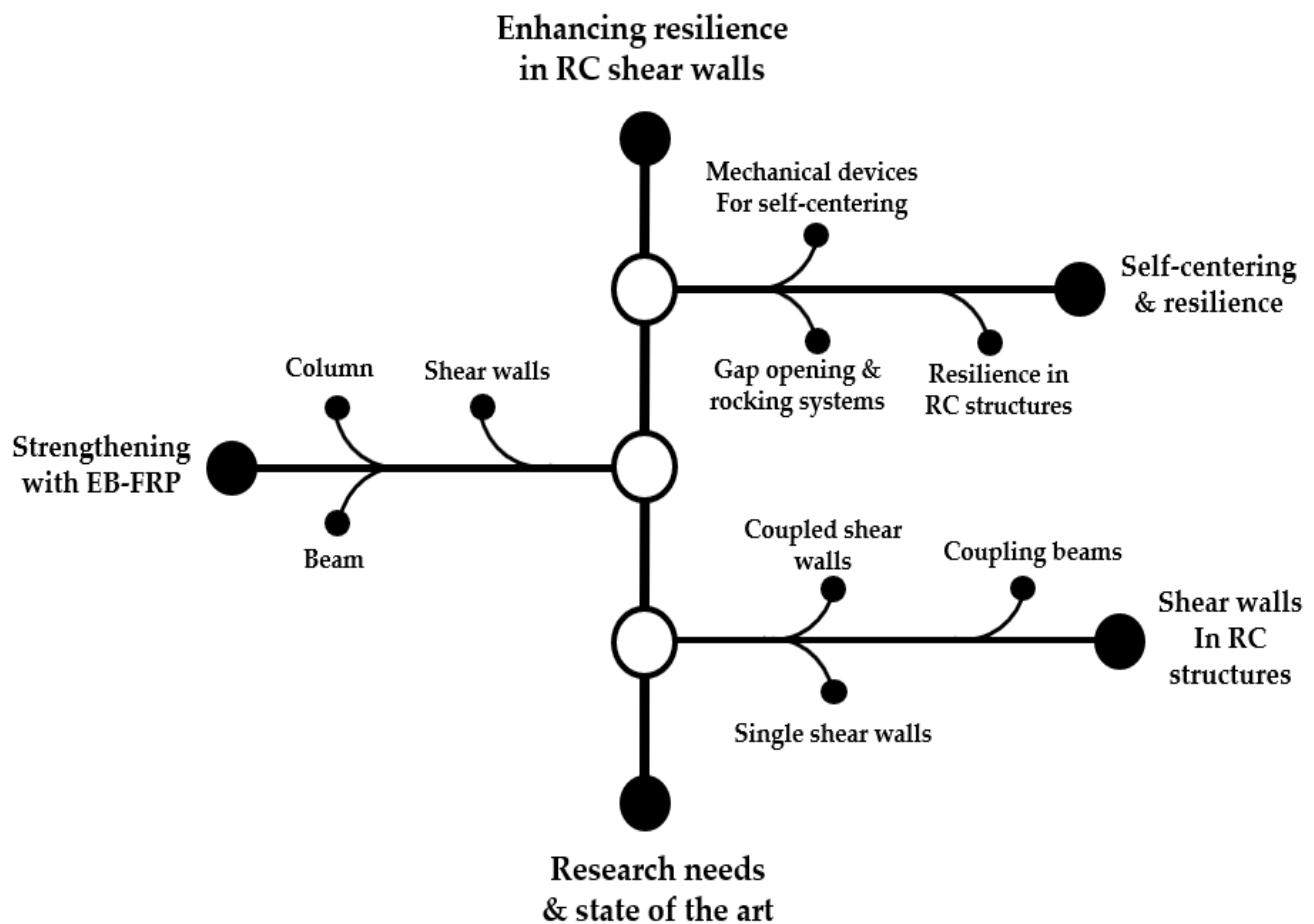 Enhancing resilience
in RC shear walls
Mechanical devices
For self-centering
Self-centering
& resilience
Gap opening &
rocking systems
Resilience in
RC structures
Column
Shear walls
Strengthening
with EB-FRP
Beam
Coupled shear
walls
Coupling beams
Shear walls
In RC
structures
Single shear walls
Research needs
& state of the art